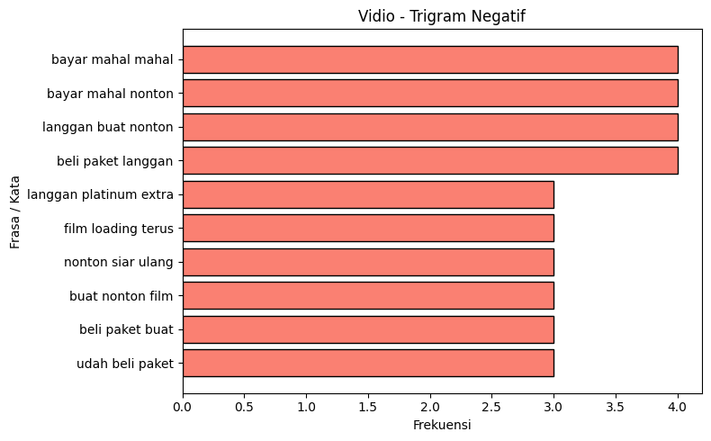 Vidio - Trigram Negatif
Frasa / Kata
bayar mahal mahal
bayar mahal nonton
langgan buat nonton
beli paket langgan
langgan platinum extra
film loading terus
nonton siar ulang
buat nonton film
beli paket buat
udah beli paket
0.0 0.5 1.0 1.5 2.0 2.5 3.0 3.5 4.0
Frekuensi